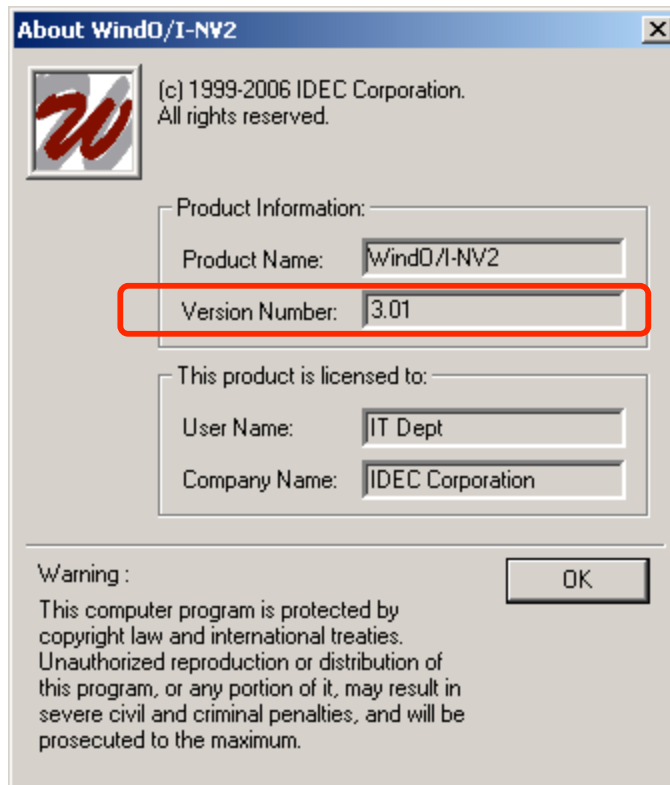 About WindO/I-NV2
(c) 1999-2006 IDEC Corporation.
All rights reserved.
Product Information:
Product Name: WindO/I-NV2
Version Number: 3.01
This product is licensed to:
User Name: IT Dept
Company Name: IDEC Corporation
Warning :
OK
This computer program is protected by
copyright law and international treaties.
Unauthorized reproduction or distribution of
this program, or any portion of it, may result in
severe civil and criminal penalties, and will be
prosecuted to the maximum.